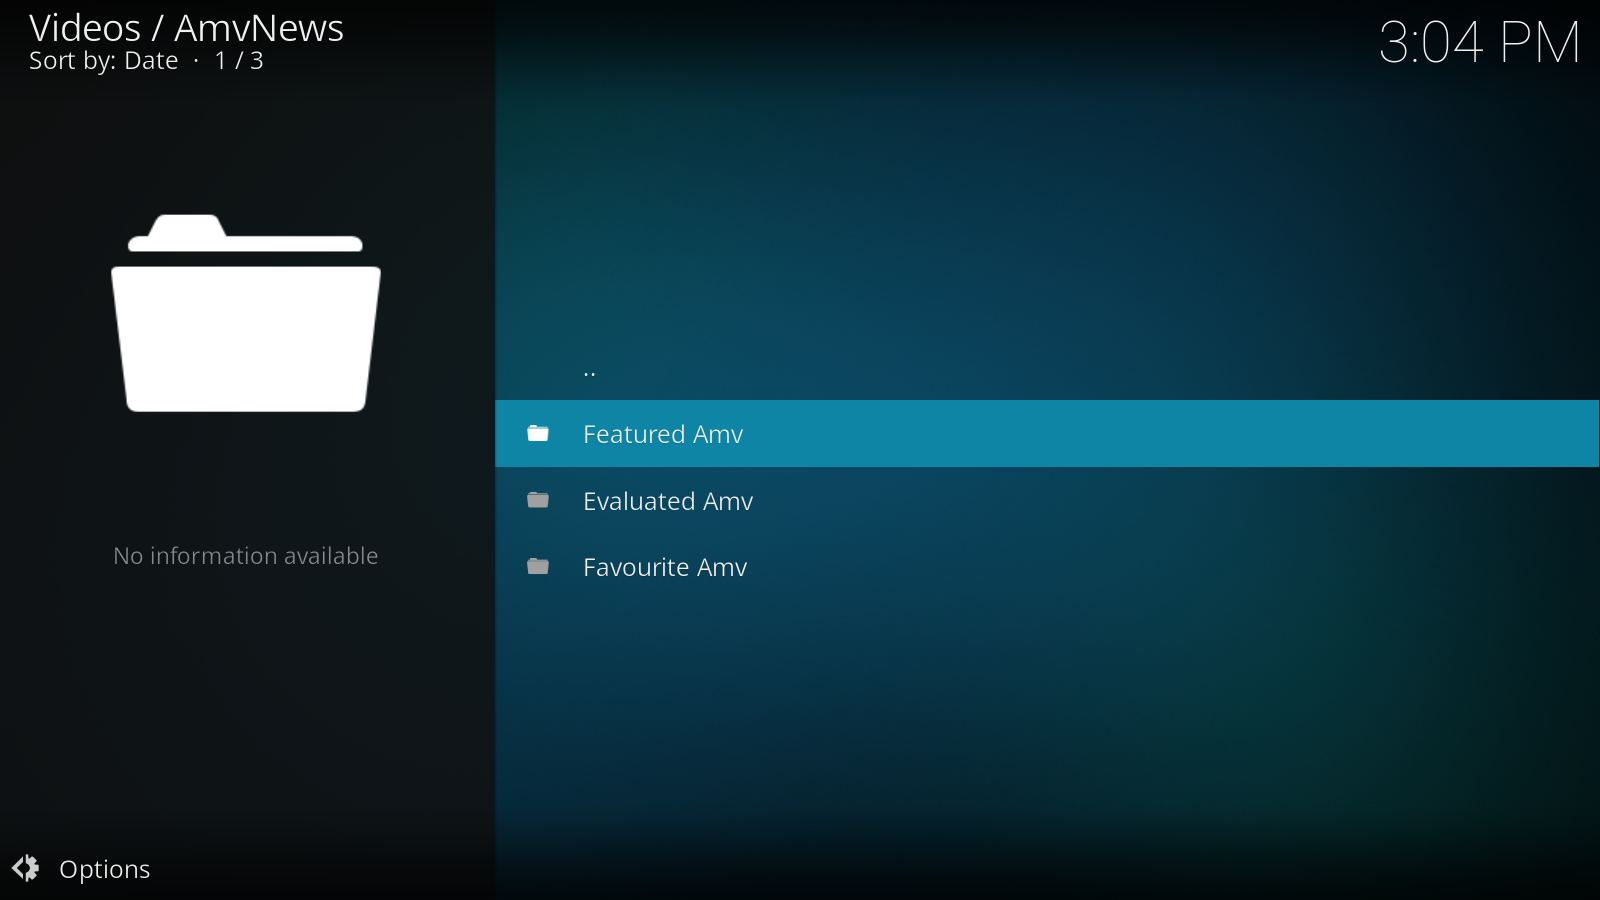 Videos / AmvNews
Sort by: Date · 1 / 3
3:04 PM
..
Featured Amv
Evaluated Amv
Favourite Amv
No information available
Options